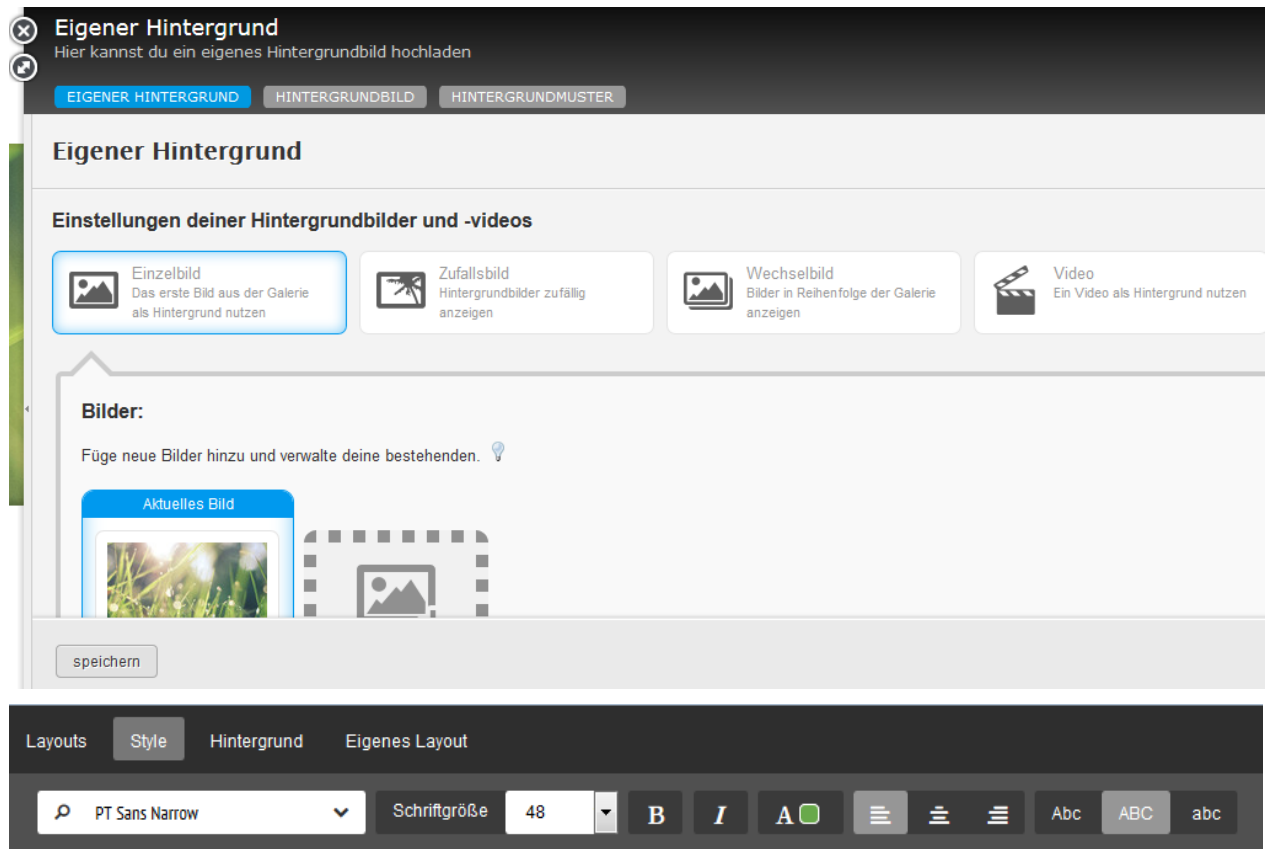 Eigener Hintergrund
Hier kannst du ein eigenes Hintergrundbild hochladen
EIGENER HINTERGRUND HINTERGRUNDBILD HINTERGRUNDMUSTER
Eigener Hintergrund
Einstellungen deiner Hintergrundbilder und -videos
Einzelbild
Das erste Bild aus der Galerie
als Hintergrund nutzen
Zufallsbild
Hintergrundbilder zufällig
anzeigen
Wechselbild
Bilder in Reihenfolge der Galerie
anzeigen
Video
Ein Video als Hintergrund nutzen
Bilder:
Füge neue Bilder hinzu und verwalte deine bestehenden.
Aktuelles Bild
speichern
Layouts Style Hintergrund Eigenes Layout
PT Sans Narrow Schriftgröße 48 B I A Abc ABC abc